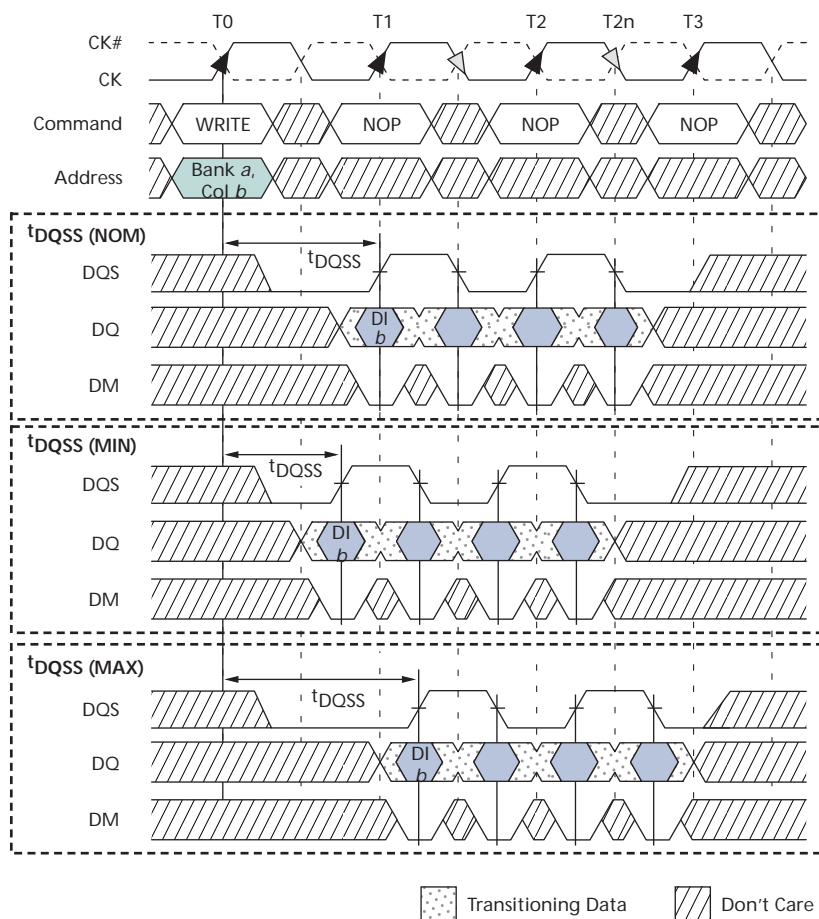 T0 T1 T2 T2n T3
CK#
CK
Command WRITE NOP NOP NOP
Address Bank a,
Col b
tDQSS (NOM)
tDQSS
DQS
DQ DI
b
DM
tDQSS (MIN)
tDQSS
DQS
DQ DI
b
DM
tDQSS (MAX)
tDQSS
DQS
DQ DI
b
DM
Transitioning Data Don't Care